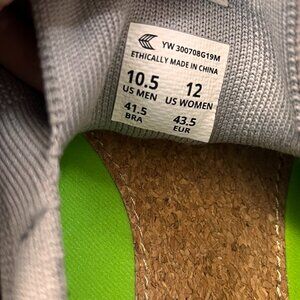 YW 300708G19M
ETHICALLY MADE IN CHINA
10.5 12
US MEN US WOMEN
41.5 43.5
BRA EUR